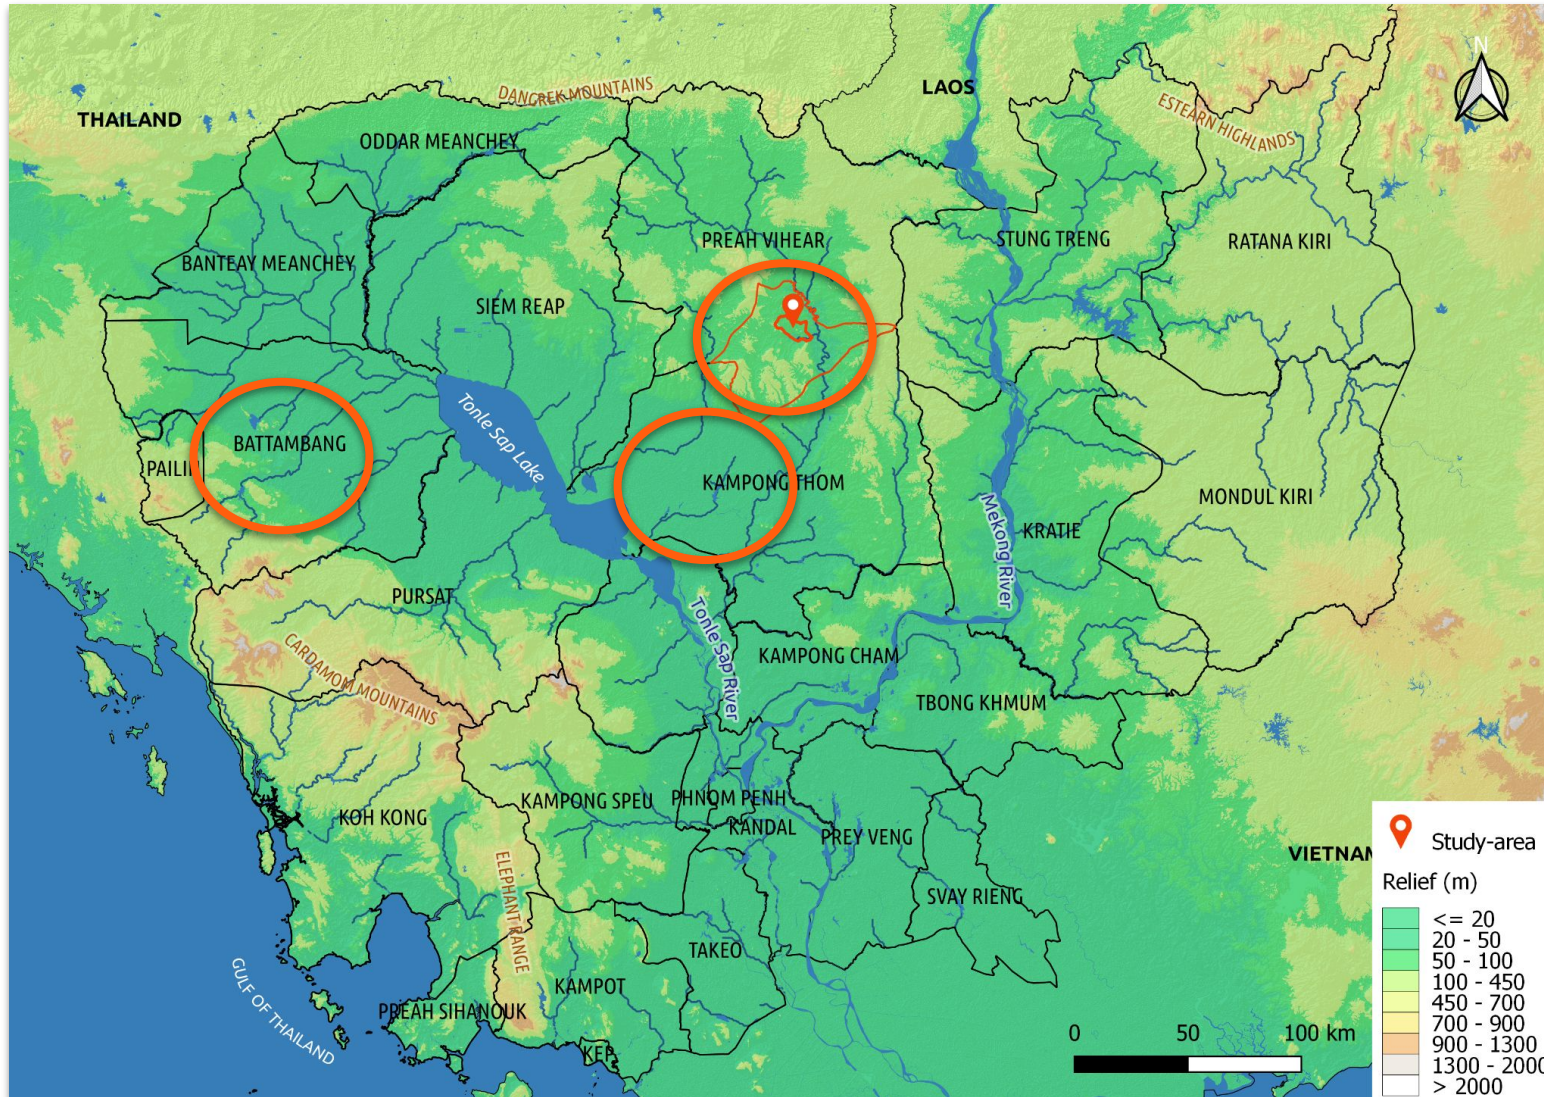 N
THAILAND
DANGREK MOUNTAINS
LAOS
ESTEARN HIGHLANDS
ODDAR MEANCHEY
BANTEAY MEANCHEY
PREAH VIHEAR
STUNG TRENG
RATANA KIRI
SIEM REAP
Tonle Sap Lake
BATTAMBANG
PAILIN
KAMPONG THOM
MONDUL KIRI
Mekong River
KRATIE
PURSAT
Tonle Sap River
KAMPONG CHAM
CARDAMOM MOUNTAINS
TBONG KHMUM
KOH KONG
KAMPONG SPEU
PHNOM PENH
KANDAL
PREY VENG
ELEPHANT RANGE
SVAY RIENG
VIETNAM
TAKEO
KAMPOT
GULF OF THAILAND
PREAH SIHANOUK
KEP
0 50 100 km
Study-area
Relief (m)
<= 20
20 - 50
50 - 100
100 - 450
450 - 700
700 - 900
900 - 1300
1300 - 2000
> 2000